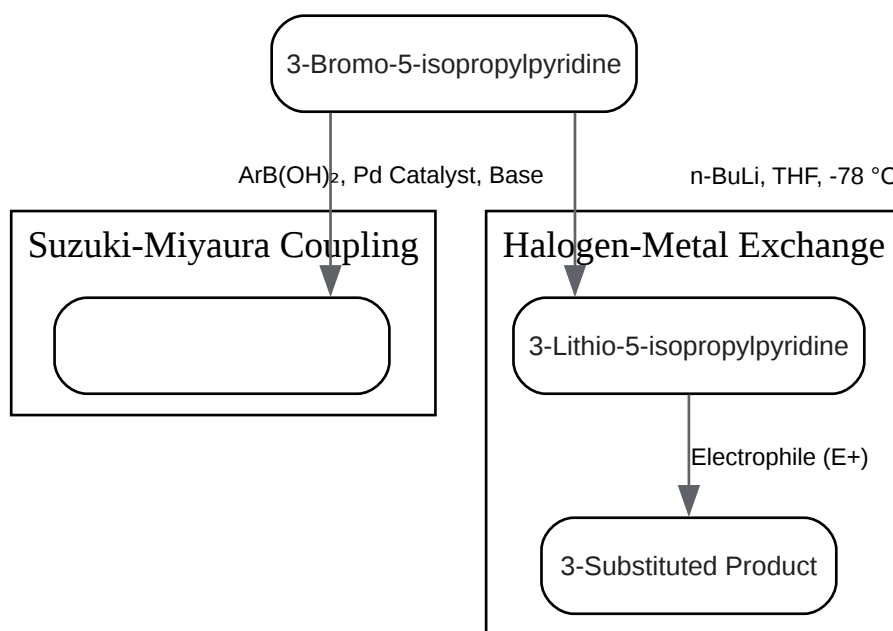 3-Bromo-5-isopropylpyridine
ArB(OH)₂, Pd Catalyst, Base
n-BuLi, THF, -78 °C
Suzuki-Miyaura Coupling
Halogen-Metal Exchange
3-Lithio-5-isopropylpyridine
Electrophile (E+)
3-Substituted Product